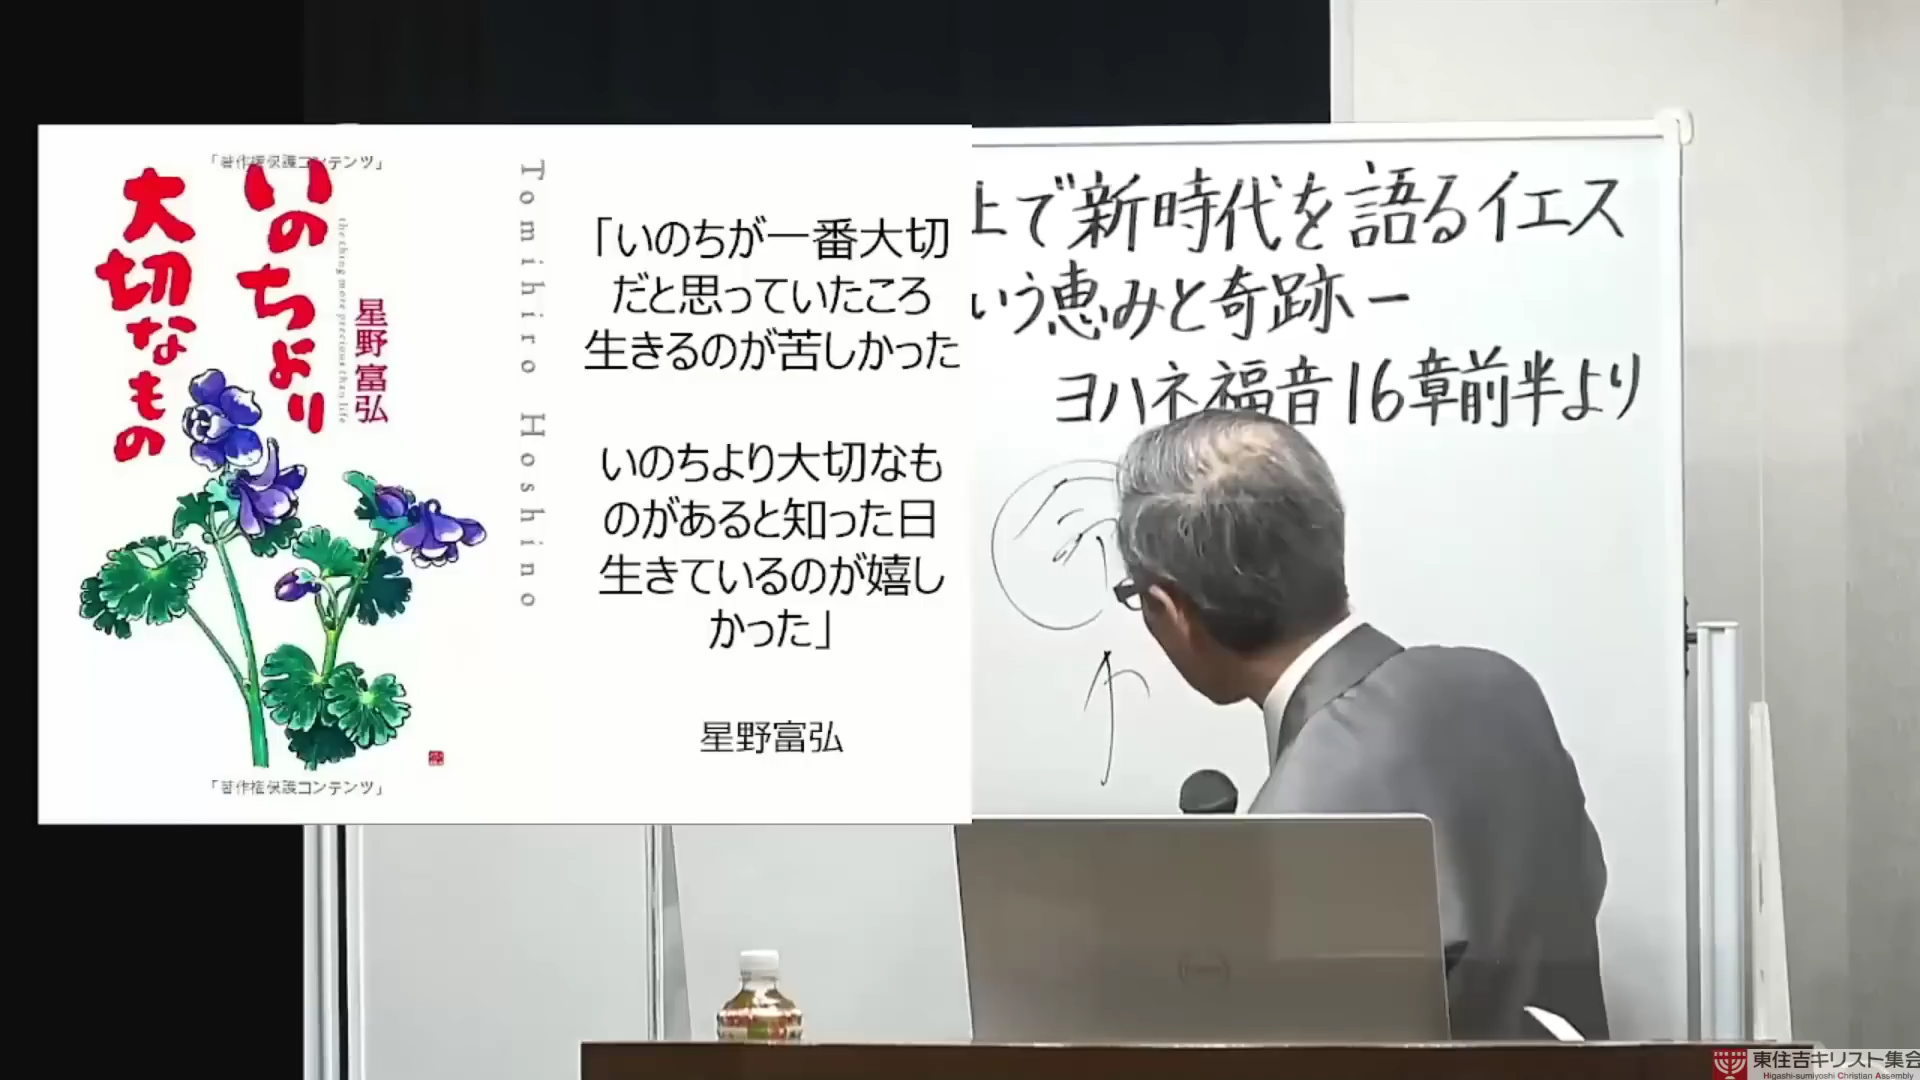 「著作権保護コンテンツ」
いのちより
大切なもの
the thing more precious than life
星野富弘
Tomihiro Hoshino
「著作権保護コンテンツ」
「いのちが一番大切
だと思っていたころ
生きるのが苦しかった
いのちより大切なも
のがあると知った日
生きているのが嬉し
かった」
星野富弘
上で新時代を語るイエス
いう恵みと奇跡ー
ヨハネ福音16章前半より
東住吉キリスト集会
Higashi-sumiyoshi Christian Assembly